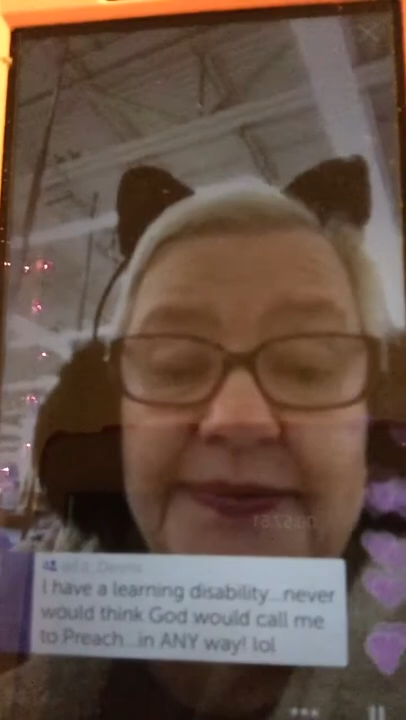 I have a learning disability...never
would think God would call me
to Preach...in ANY way! lol